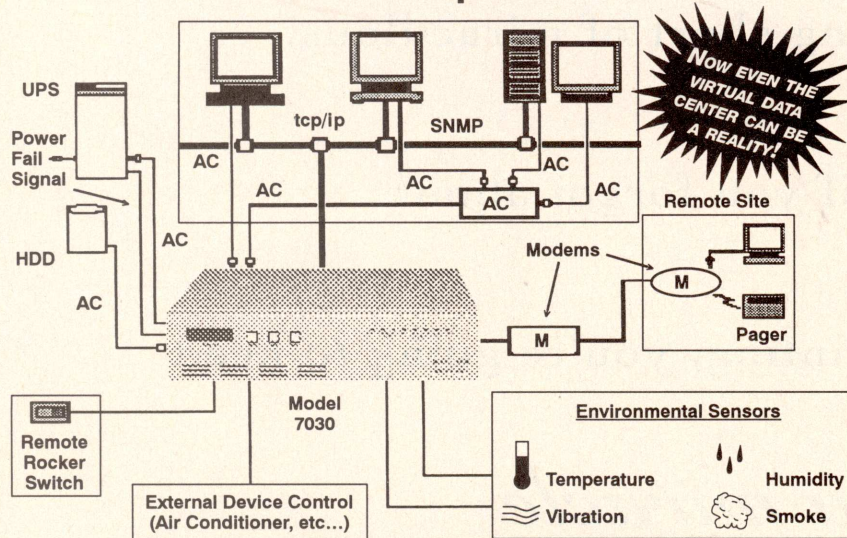 NOW EVEN THE
VIRTUAL DATA
CENTER CAN BE
A REALITY!
UPS
Power
Fail
Signal
HDD
AC
AC
tcp/ip
SNMP
AC
AC
AC
AC
AC
AC
Remote Site
Modems
M
M
Pager
Model
7030
Remote
Rocker
Switch
External Device Control
(Air Conditioner, etc...)
Environmental Sensors
Temperature
Humidity
Vibration
Smoke